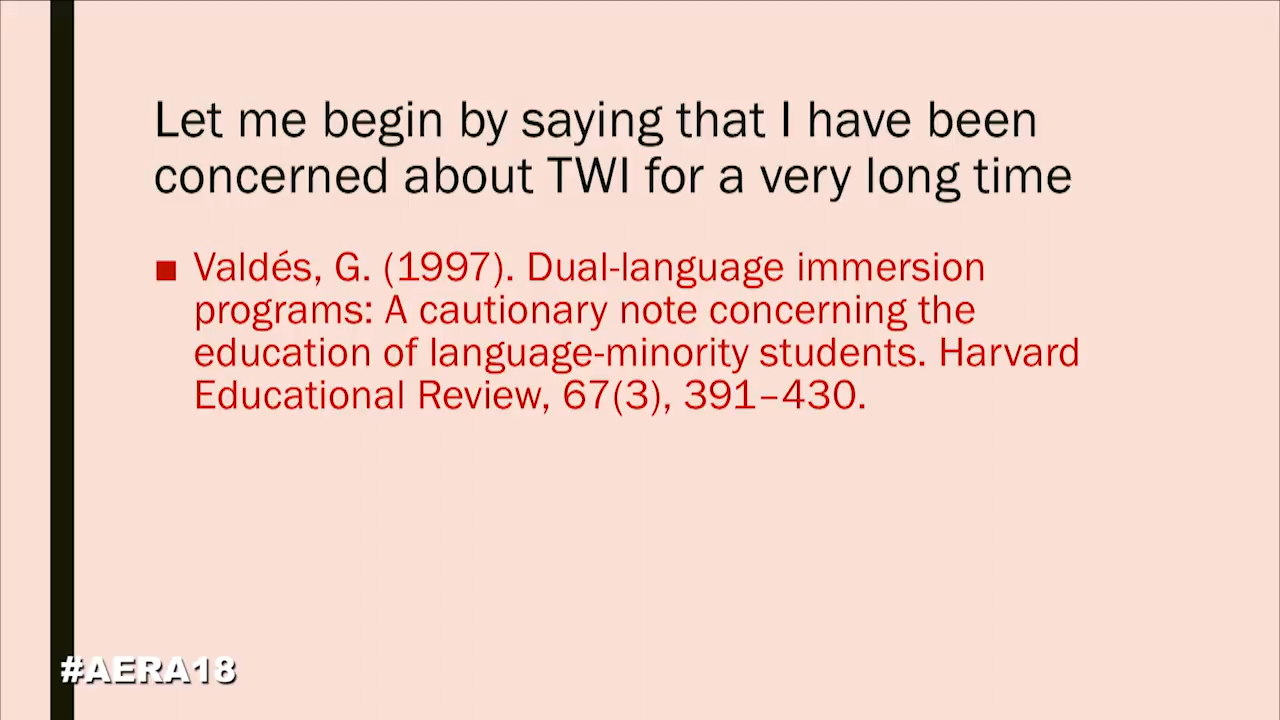 Let me begin by saying that I have been
concerned about TWI for a very long time
■ Valdés, G. (1997). Dual-language immersion
programs: A cautionary note concerning the
education of language-minority students. Harvard
Educational Review, 67(3), 391–430.
#AERA18